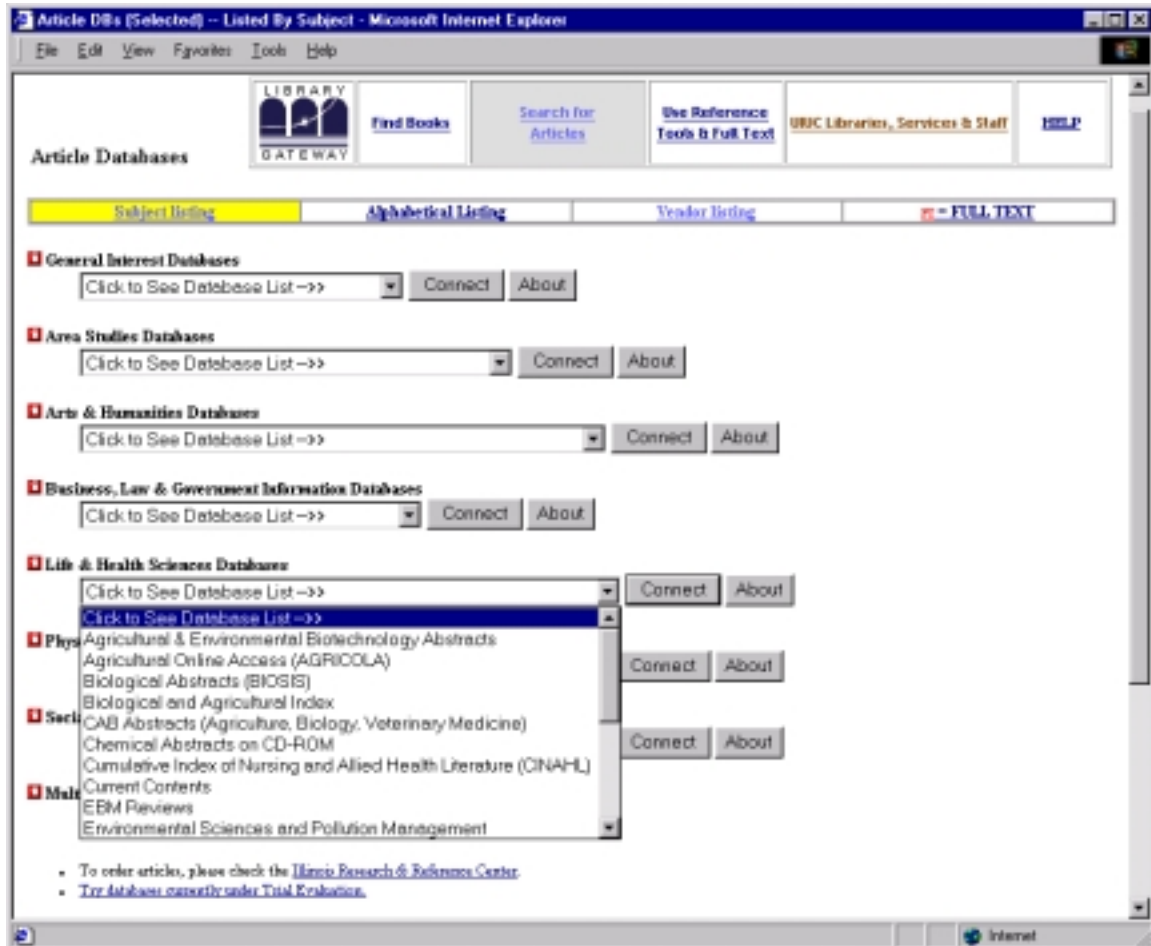 Article DBs (Selected) -- Listed By Subject - Microsoft Internet Explorer
File Edit View Favorites Tools Help
LIBRARY
GATEWAY
Article Databases
Find Books
Search for
Articles
Use Reference
Tools & Full Text
UIUC Libraries, Services & Staff
HELP
Subject listing Alphabetical Listing Vendor listing = FULL TEXT
General Interest Databases
Click to See Database List -->> Connect About
Area Studies Databases
Click to See Database List -->> Connect About
Arts & Humanities Databases
Click to See Database List -->> Connect About
Business, Law & Government Information Databases
Click to See Database List -->> Connect About
Life & Health Sciences Databases
Click to See Database List -->> Connect About
Click to See Database List -->>
Phys Agricultural & Environmental Biotechnology Abstracts
Agricultural Online Access (AGRICOLA) Connect About
Biological Abstracts (BIOSIS)
Biological and Agricultural Index
Socia CAB Abstracts (Agriculture, Biology, Veterinary Medicine)
Chemical Abstracts on CD-ROM Connect About
Cumulative Index of Nursing and Allied Health Literature (CINAHL)
Mult Current Contents
EBM Reviews
Environmental Sciences and Pollution Management
To order articles, please check the Illinois Research & Reference Center.
Try databases currently under Trial Evaluation.
Internet